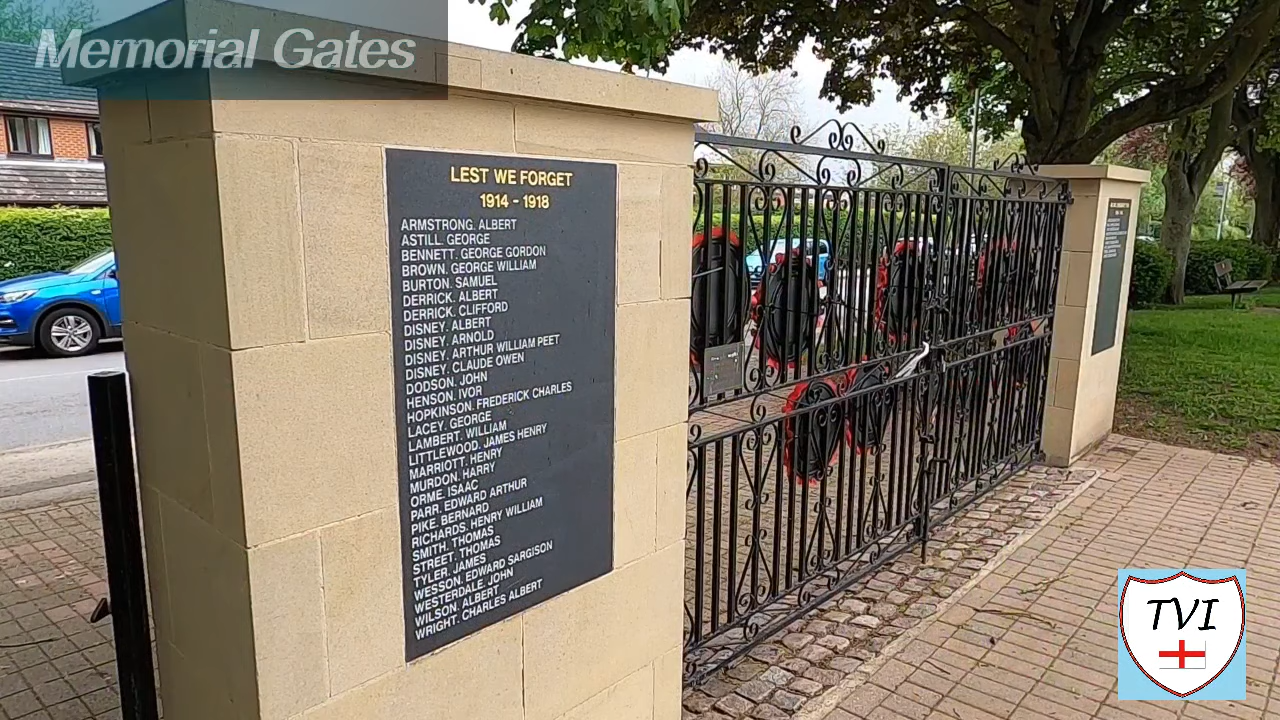 Memorial Gates
LEST WE FORGET
1914 - 1918
ARMSTRONG. ALBERT
ASTILL. GEORGE
BENNETT. GEORGE GORDON
BROWN. GEORGE WILLIAM
BURTON. SAMUEL
DERRICK. ALBERT
DERRICK. CLIFFORD
DISNEY. ALBERT
DISNEY. ARNOLD
DISNEY. ARTHUR WILLIAM PEET
DISNEY. CLAUDE OWEN
DODSON. JOHN
HENSON. IVOR
HOPKINSON. FREDERICK CHARLES
LACEY. GEORGE
LAMBERT. WILLIAM
LITTLEWOOD. JAMES HENRY
MARRIOTT. HENRY
MURDON. HARRY
ORME. ISAAC
PARR. EDWARD ARTHUR
PIKE. BERNARD
RICHARDS. HENRY WILLIAM
SMITH. THOMAS
STREET. THOMAS
TYLER. JAMES
WESSON. EDWARD SARGISON
WESTERDALE. JOHN
WILSON. ALBERT
WRIGHT. CHARLES ALBERT
TVI